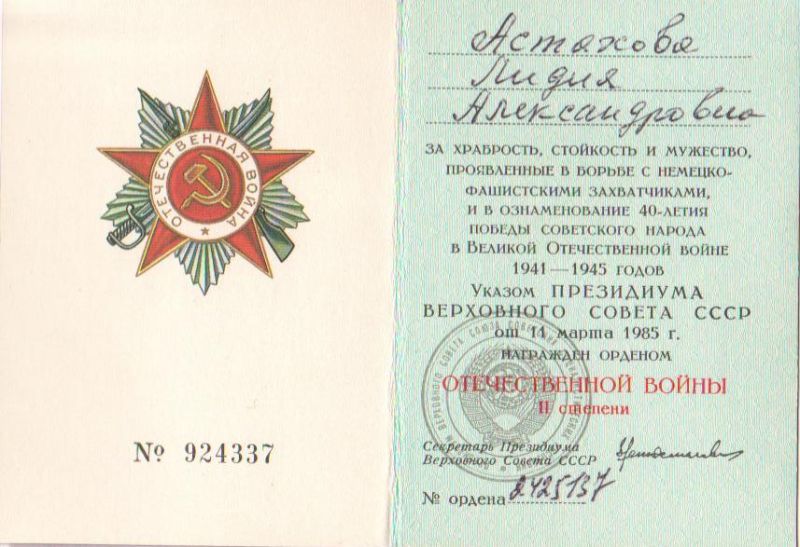 ОТЕЧЕСТВЕННАЯ ВОЙНА
№ 924337
Астахова
Лидия
Александровна
ЗА ХРАБРОСТЬ, СТОЙКОСТЬ И МУЖЕСТВО,
ПРОЯВЛЕННЫЕ В БОРЬБЕ С НЕМЕЦКО-
ФАШИСТСКИМИ ЗАХВАТЧИКАМИ,
И В ОЗНАМЕНОВАНИЕ 40-ЛЕТИЯ
ПОБЕДЫ СОВЕТСКОГО НАРОДА
В ВЕЛИКОЙ ОТЕЧЕСТВЕННОЙ ВОЙНЕ
1941—1945 ГОДОВ
УКАЗОМ ПРЕЗИДИУМА
ВЕРХОВНОГО СОВЕТА СССР
от 11 марта 1985 г.
НАГРАЖДЕН ОРДЕНОМ
ОТЕЧЕСТВЕННОЙ ВОЙНЫ
II степени
Секретарь Президиума
Верховного Совета СССР
№ ордена 2425137